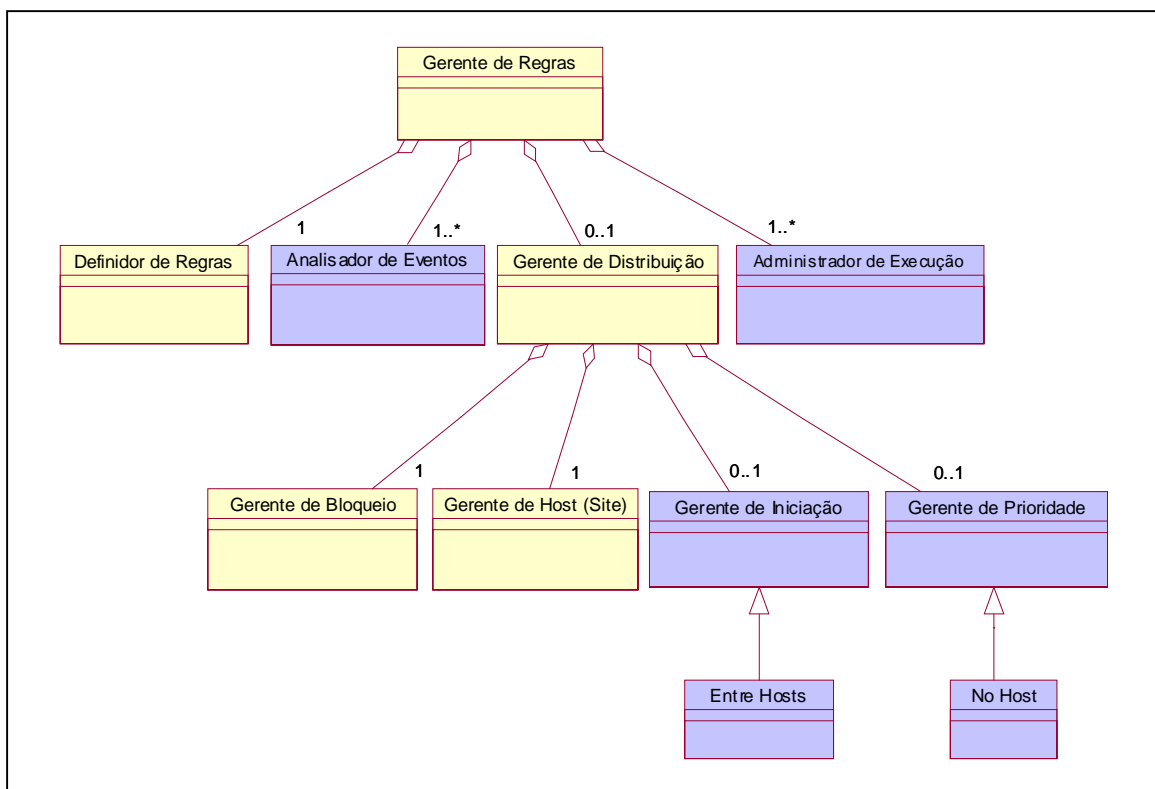 Gerente de Regras
1
1..*
0..1
1..*
Definidor de Regras
Analisador de Eventos
Gerente de Distribuição
Administrador de Execução
1
1
0..1
0..1
Gerente de Bloqueio
Gerente de Host (Site)
Gerente de Iniciação
Gerente de Prioridade
Entre Hosts
No Host